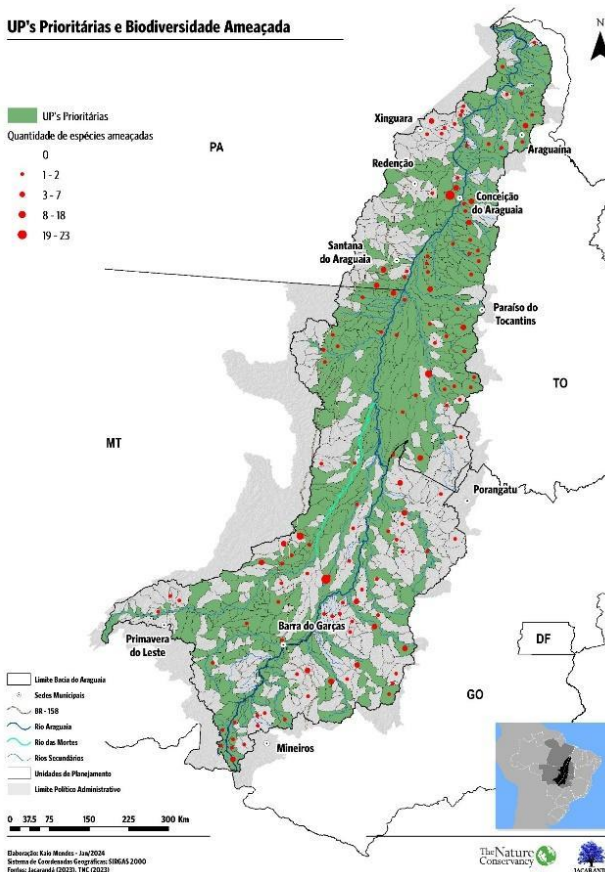 UP's Prioritárias e Biodiversidade Ameaçada
N
UP's Prioritárias
Quantidade de espécies ameaçadas
0
1 - 2
3 - 7
8 - 18
19 - 23
PA
Xinguara
Araguaína
Redenção
Conceição
do Araguaia
Santana
do Araguaia
Paraíso do
Tocantins
TO
MT
Porangatu
Barra do Garças
Primavera
do Leste
DF
GO
Mineiros
Limite Bacia do Araguaia
Sedes Municipais
BR - 158
Rio Araguaia
Rio das Mortes
Rios Secundários
Unidades de Planejamento
Limite Político Administrativo
0 37.5 75 150 225 300 Km
Elaboração: Kaio Mendes - Jan/2024
Sistema de Coordenadas Geográficas: SIRGAS 2000
Fontes: Jacarandá (2023), TNC (2023)
The Nature
Conservancy
JACARANDÁ